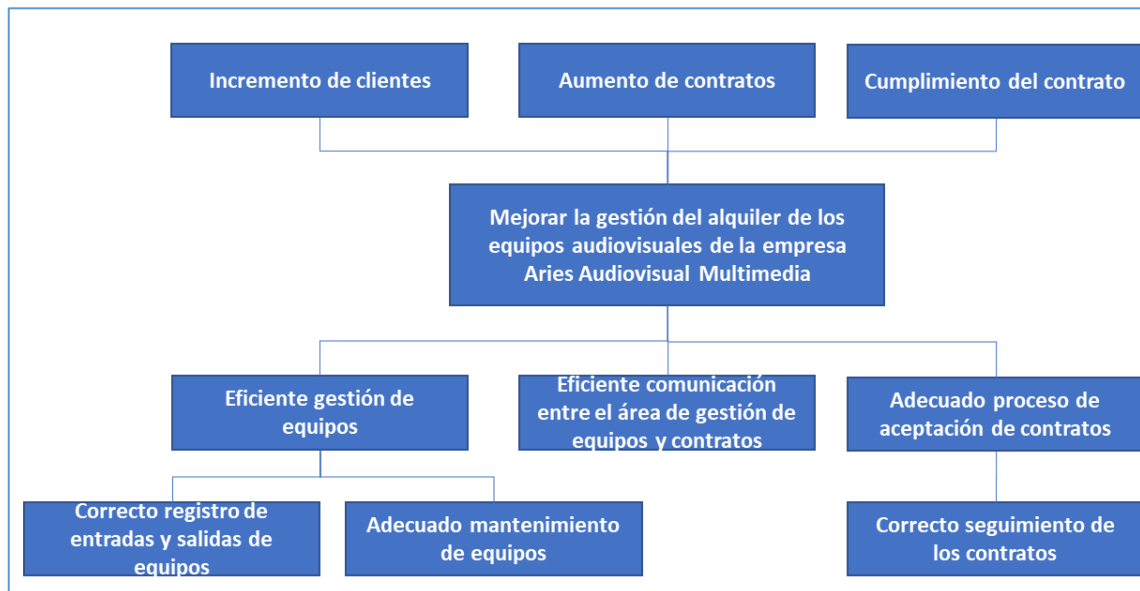 Incremento de clientes
Aumento de contratos
Cumplimiento del contrato
Mejorar la gestión del alquiler de los
equipos audiovisuales de la empresa
Aries Audiovisual Multimedia
Eficiente gestión de
equipos
Eficiente comunicación
entre el área de gestión de
equipos y contratos
Adecuado proceso de
aceptación de contratos
Correcto registro de
entradas y salidas de
equipos
Adecuado mantenimiento
de equipos
Correcto seguimiento de
los contratos